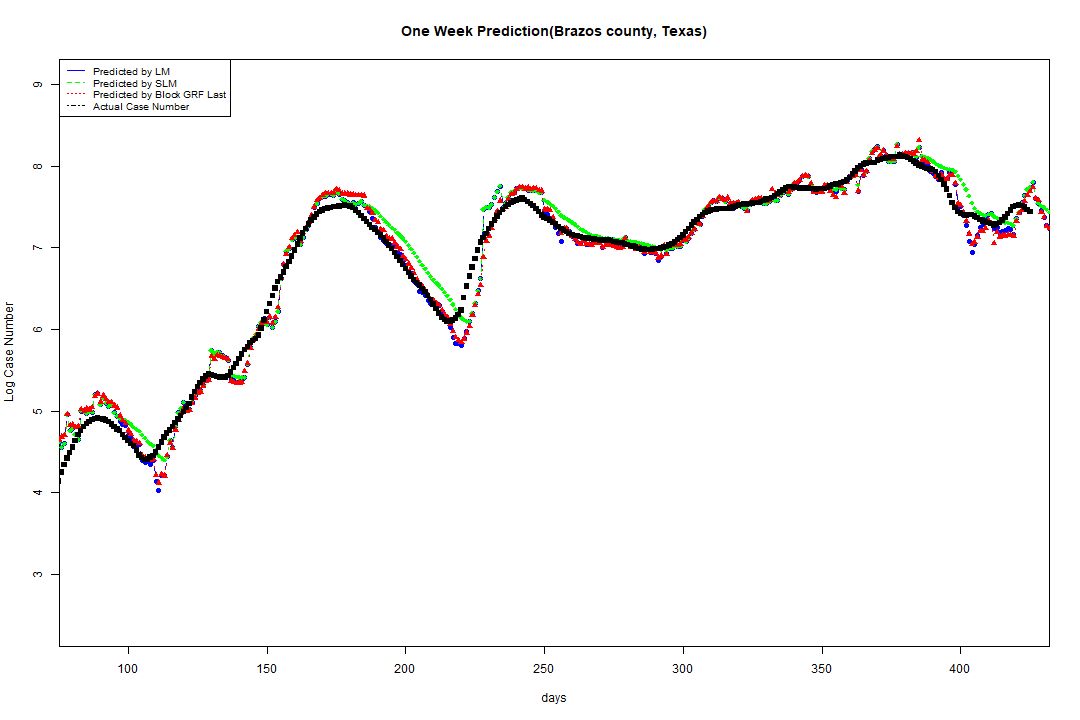 One Week Prediction(Brazos county, Texas)
Predicted by LM
Predicted by SLM
Predicted by Block GRF Last
Actual Case Number
9
8
7
6
5
4
3
Log Case Number
100 150 200 250 300 350 400
days